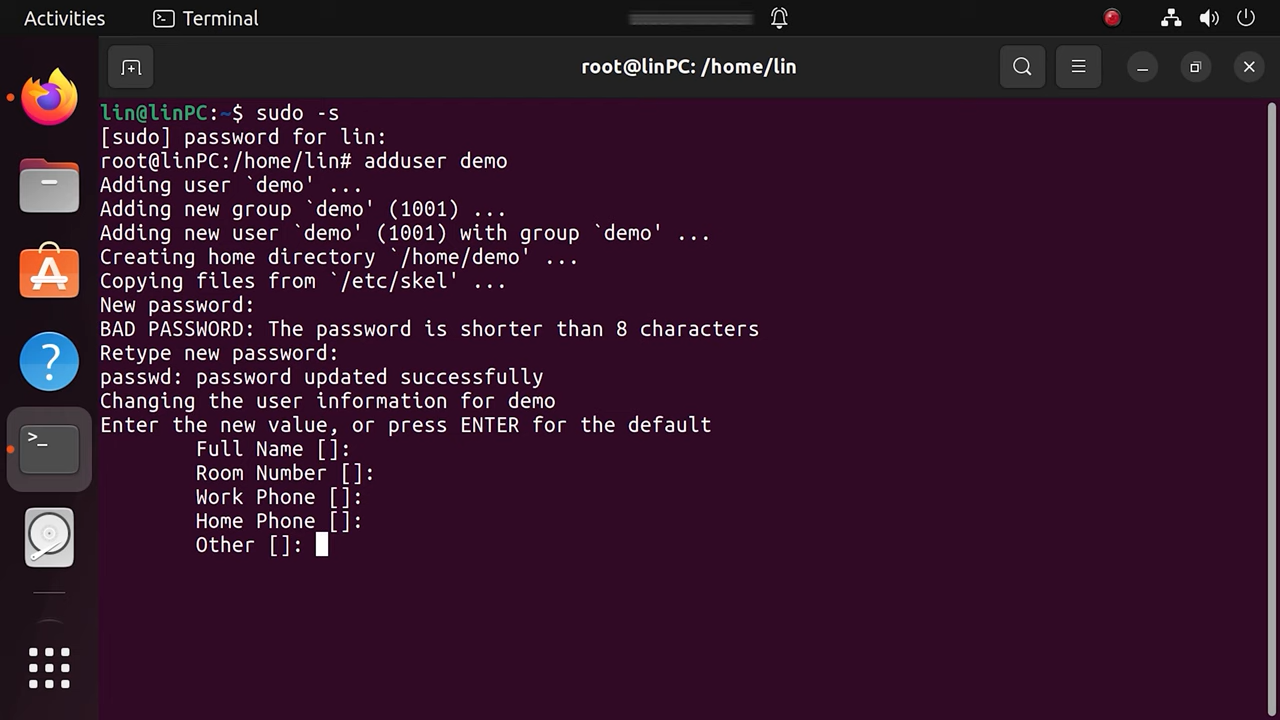 Activities
Terminal
root@linPC: /home/lin
lin@linPC:~$ sudo -s
[sudo] password for lin:
root@linPC:/home/lin# adduser demo
Adding user `demo' ...
Adding new group `demo' (1001) ...
Adding new user `demo' (1001) with group `demo' ...
Creating home directory `/home/demo' ...
Copying files from `/etc/skel' ...
New password:
BAD PASSWORD: The password is shorter than 8 characters
Retype new password:
passwd: password updated successfully
Changing the user information for demo
Enter the new value, or press ENTER for the default
Full Name []:
Room Number []:
Work Phone []:
Home Phone []:
Other []: